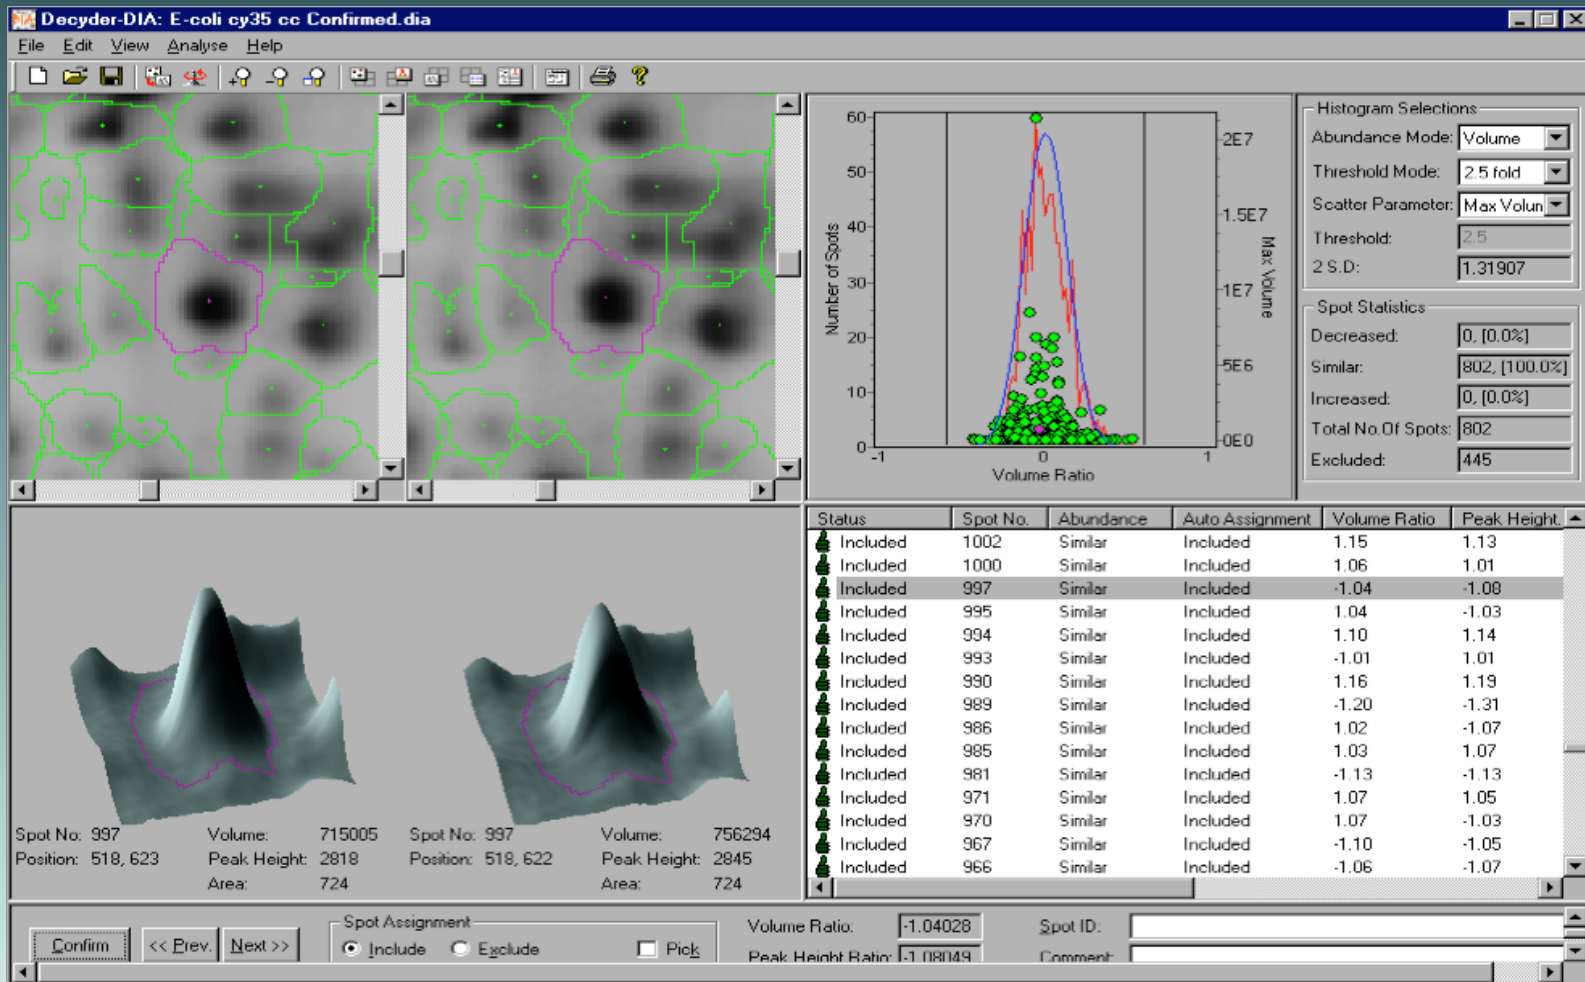 Decyder-DIA: E-coli cy35 cc Confirmed.dia
File Edit View Analyse Help
60
50
40
30
20
10
0
Number of Spots
2E7
1.5E7
1E7
5E6
0E0
Max Volume
-1 0 1
Volume Ratio
Histogram Selections
Abundance Mode: Volume
Threshold Mode: 2.5 fold
Scatter Parameter: Max Volun
Threshold: 2.5
2 S.D: 1.31907
Spot Statistics
Decreased: 0, [0.0%]
Similar: 802, [100.0%]
Increased: 0, [0.0%]
Total No.Of Spots: 802
Excluded: 445
Spot No: 997 Volume: 715005
Position: 518, 623 Peak Height: 2818
Area: 724
Spot No: 997 Volume: 756294
Position: 518, 622 Peak Height: 2845
Area: 724
Status Spot No. Abundance Auto Assignment Volume Ratio Peak Height.
Included 1002 Similar Included 1.15 1.13
Included 1000 Similar Included 1.06 1.01
Included 997 Similar Included -1.04 -1.08
Included 995 Similar Included 1.04 -1.03
Included 994 Similar Included 1.10 1.14
Included 993 Similar Included -1.01 1.01
Included 990 Similar Included 1.16 1.19
Included 989 Similar Included -1.20 -1.31
Included 986 Similar Included 1.02 -1.07
Included 985 Similar Included 1.03 1.07
Included 981 Similar Included -1.13 -1.13
Included 971 Similar Included 1.07 1.05
Included 970 Similar Included 1.07 -1.03
Included 967 Similar Included -1.10 -1.05
Included 966 Similar Included -1.06 -1.07
Confirm << Prev. Next >>
Spot Assignment
Include Exclude Pick
Volume Ratio: -1.04028 Spot ID:
Peak Height Ratio: -1.08049 Comment: